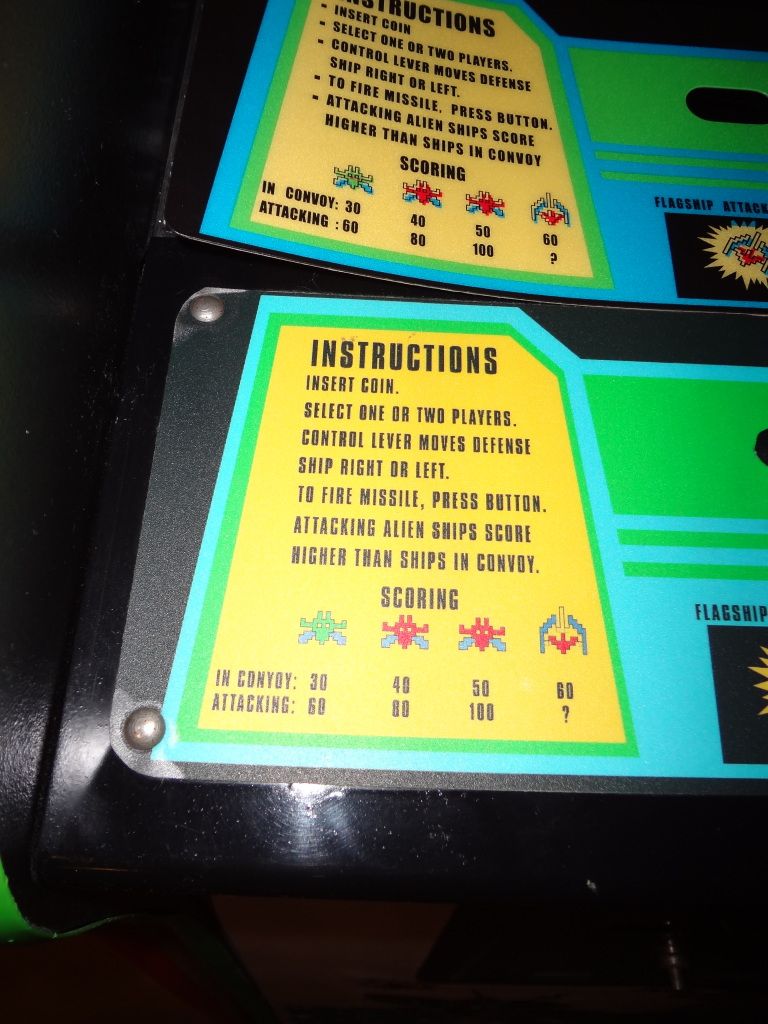 INSTRUCTIONS
- INSERT COIN
- SELECT ONE OR TWO PLAYERS.
- CONTROL LEVER MOVES DEFENSE
SHIP RIGHT OR LEFT.
- TO FIRE MISSILE, PRESS BUTTON.
- ATTACKING ALIEN SHIPS SCORE
HIGHER THAN SHIPS IN CONVOY
SCORING
IN CONVOY: 30 40 50 60
ATTACKING : 60 80 100 ?
FLAGSHIP ATTACK
INSTRUCTIONS
INSERT COIN.
SELECT ONE OR TWO PLAYERS.
CONTROL LEVER MOVES DEFENSE
SHIP RIGHT OR LEFT.
TO FIRE MISSILE, PRESS BUTTON.
ATTACKING ALIEN SHIPS SCORE
HIGHER THAN SHIPS IN CONVOY.
SCORING
IN CONVOY: 30 40 50 60
ATTACKING: 60 80 100 ?
FLAGSHIP